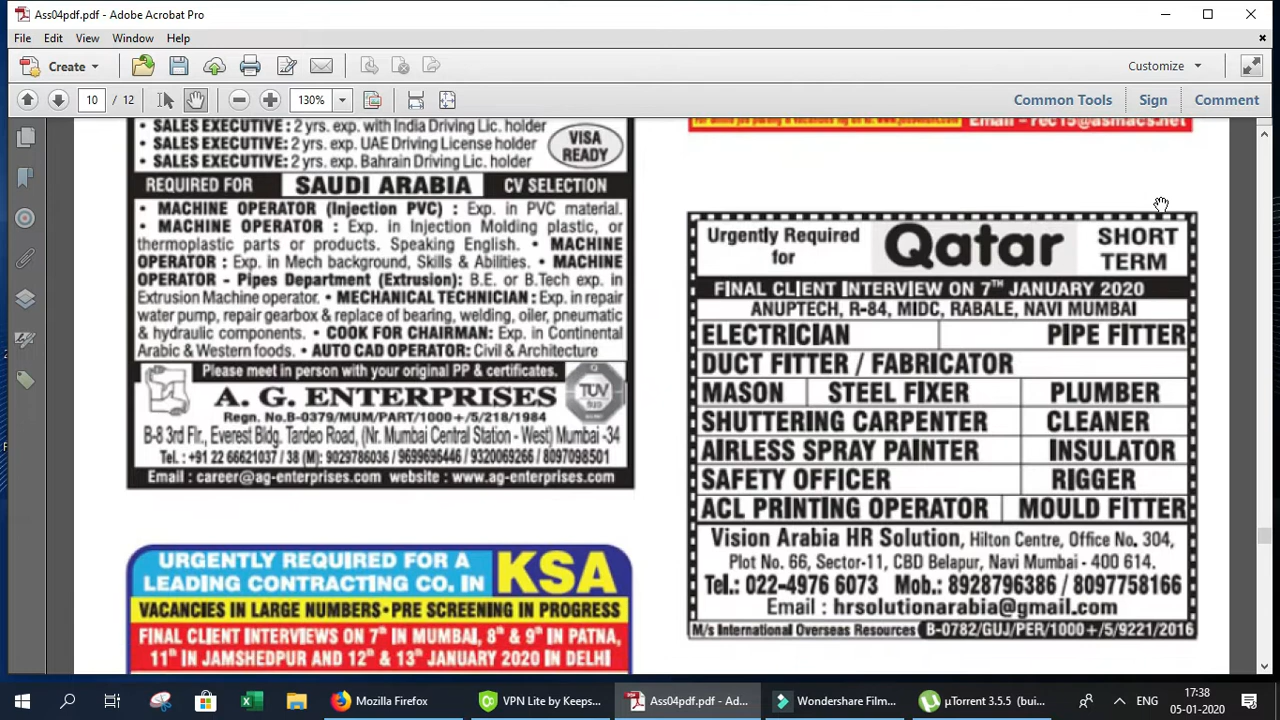 Ass04pdf.pdf - Adobe Acrobat Pro
File Edit View Window Help
Create
Customize
10 / 12
130%
Common Tools
Sign
Comment
• SALES EXECUTIVE: 2 yrs. exp. with India Driving Lic. holder
• SALES EXECUTIVE: 2 yrs. exp. UAE Driving License holder
• SALES EXECUTIVE: 2 yrs. exp. Bahrain Driving Lic. holder
VISA
READY
REQUIRED FOR SAUDI ARABIA CV SELECTION
• MACHINE OPERATOR (Injection PVC) : Exp. in PVC material.
• MACHINE OPERATOR : Exp. in Injection Molding plastic, or
thermoplastic parts or products. Speaking English. • MACHINE
OPERATOR : Exp. in Mech background, Skills & Abilities. • MACHINE
OPERATOR - Pipes Department (Extrusion): B.E. or B.Tech exp. in
Extrusion Machine operator. • MECHANICAL TECHNICIAN : Exp. in repair
water pump, repair gearbox & replace of bearing, welding, oiler, pneumatic
& hydraulic components. • COOK FOR CHAIRMAN: Exp. in Continental
Arabic & Western foods. • AUTO CAD OPERATOR: Civil & Architecture
Please meet in person with your original PP & certificates.
A. G. ENTERPRISES
TÜV
Regn. No.B-0379/MUM/PART/1000+/5/218/1984
B-8 3rd Flr., Everest Bldg. Tardeo Road, (Nr. Mumbai Central Station - West) Mumbai -34
Tel. : +91 22 66621037 / 38 (M): 9029786036 / 9699696446 / 9320069266 / 8097098501
Email : career@ag-enterprises.com website : www.ag-enterprises.com
URGENTLY REQUIRED FOR A
LEADING CONTRACTING CO. IN KSA
VACANCIES IN LARGE NUMBERS • PRE SCREENING IN PROGRESS
FINAL CLIENT INTERVIEWS ON 7th IN MUMBAI, 8th & 9th IN PATNA,
11th IN JAMSHEDPUR AND 12th & 13th JANUARY 2020 IN DELHI
Email – rec15@asmacs.net
Urgently Required
for
Qatar
SHORT
TERM
FINAL CLIENT INTERVIEW ON 7TH JANUARY 2020
ANUPTECH, R-84, MIDC, RABALE, NAVI MUMBAI
ELECTRICIAN PIPE FITTER
DUCT FITTER / FABRICATOR
MASON STEEL FIXER PLUMBER
SHUTTERING CARPENTER CLEANER
AIRLESS SPRAY PAINTER INSULATOR
SAFETY OFFICER RIGGER
ACL PRINTING OPERATOR MOULD FITTER
Vision Arabia HR Solution, Hilton Centre, Office No. 304,
Plot No. 66, Sector-11, CBD Belapur, Navi Mumbai - 400 614.
Tel.: 022-4976 6073 Mob.: 8928796386 / 8097758166
Email : hrsolutionarabia@gmail.com
M/s International Overseas Resources B-0782/GUJ/PER/1000+/5/9221/2016
Mozilla Firefox
VPN Lite by Keeps...
Ass04pdf.pdf - Ad...
Wondershare Film...
µTorrent 3.5.5 (bui...
ENG
17:38
05-01-2020